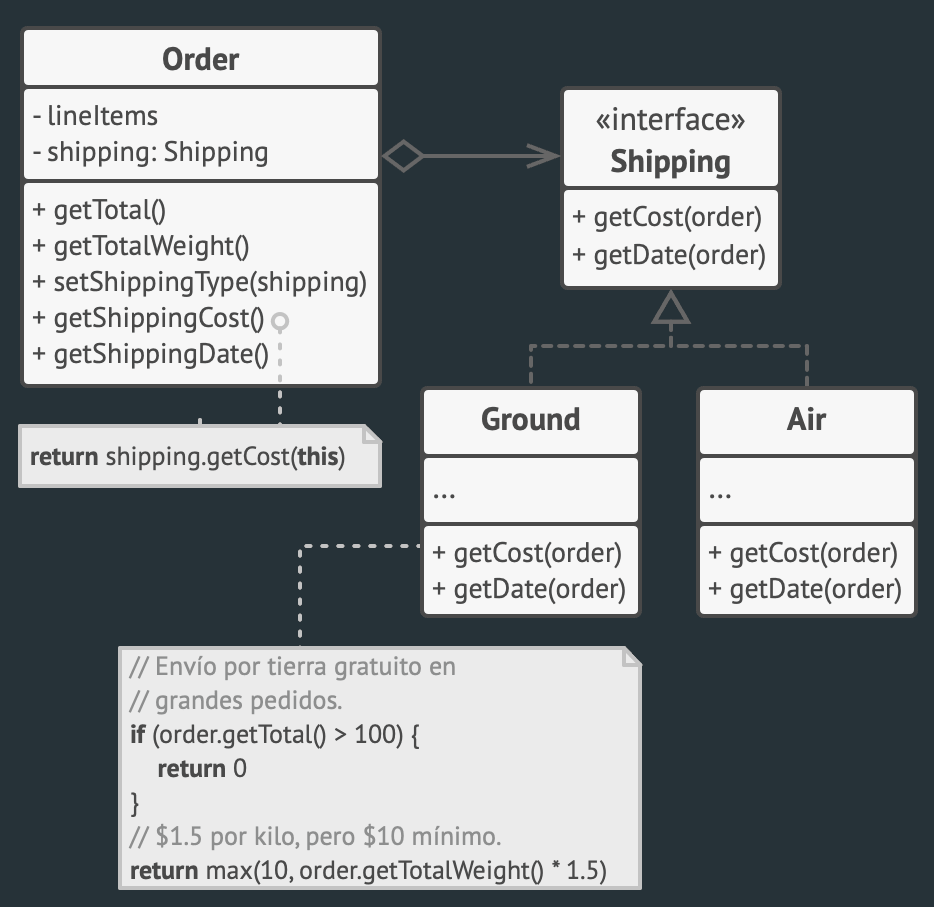 Order
- lineItems
- shipping: Shipping
+ getTotal()
+ getTotalWeight()
+ setShippingType(shipping)
+ getShippingCost()
+ getShippingDate()
return shipping.getCost(this)
«interface»
Shipping
+ getCost(order)
+ getDate(order)
Ground
...
+ getCost(order)
+ getDate(order)
Air
...
+ getCost(order)
+ getDate(order)
// Envío por tierra gratuito en
// grandes pedidos.
if (order.getTotal() > 100) {
return 0
}
// $1.5 por kilo, pero $10 mínimo.
return max(10, order.getTotalWeight() * 1.5)